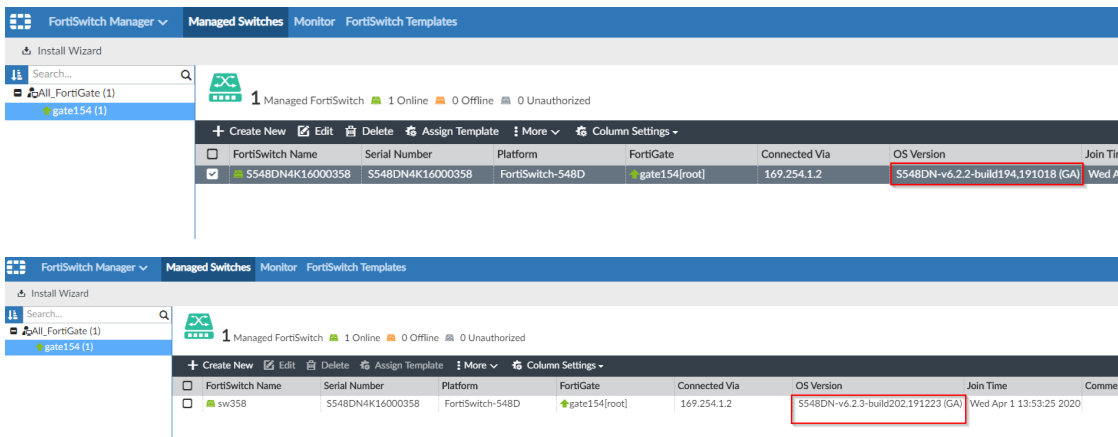 FortiSwitch Manager Managed Switches Monitor FortiSwitch Templates
Install Wizard
Search...
All_FortiGate (1)
gate154 (1)
1 Managed FortiSwitch 1 Online 0 Offline 0 Unauthorized
Create New Edit Delete Assign Template More Column Settings
FortiSwitch Name Serial Number Platform FortiGate Connected Via OS Version Join Ti
S548DN4K16000358 S548DN4K16000358 FortiSwitch-548D gate154[root] 169.254.1.2 S548DN-v6.2.2-build194,191018 (GA) Wed A
FortiSwitch Manager Managed Switches Monitor FortiSwitch Templates
Install Wizard
Search...
All_FortiGate (1)
gate154 (1)
1 Managed FortiSwitch 1 Online 0 Offline 0 Unauthorized
Create New Edit Delete Assign Template More Column Settings
FortiSwitch Name Serial Number Platform FortiGate Connected Via OS Version Join Time Comme
sw358 S548DN4K16000358 FortiSwitch-548D gate154[root] 169.254.1.2 S548DN-v6.2.3-build202,191223 (GA) Wed Apr 1 13:53:25 2020